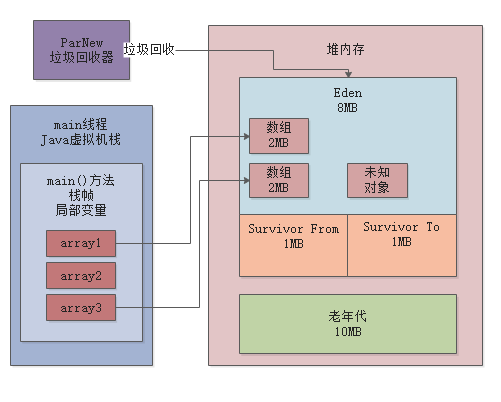 ParNew
垃圾回收器
垃圾回收
堆内存
Eden
8MB
main线程
Java虚拟机栈
数组
2MB
main()方法
栈帧
局部变量
数组
2MB
未知
对象
array1
array2
array3
Survivor From
1MB
Survivor To
1MB
老年代
10MB